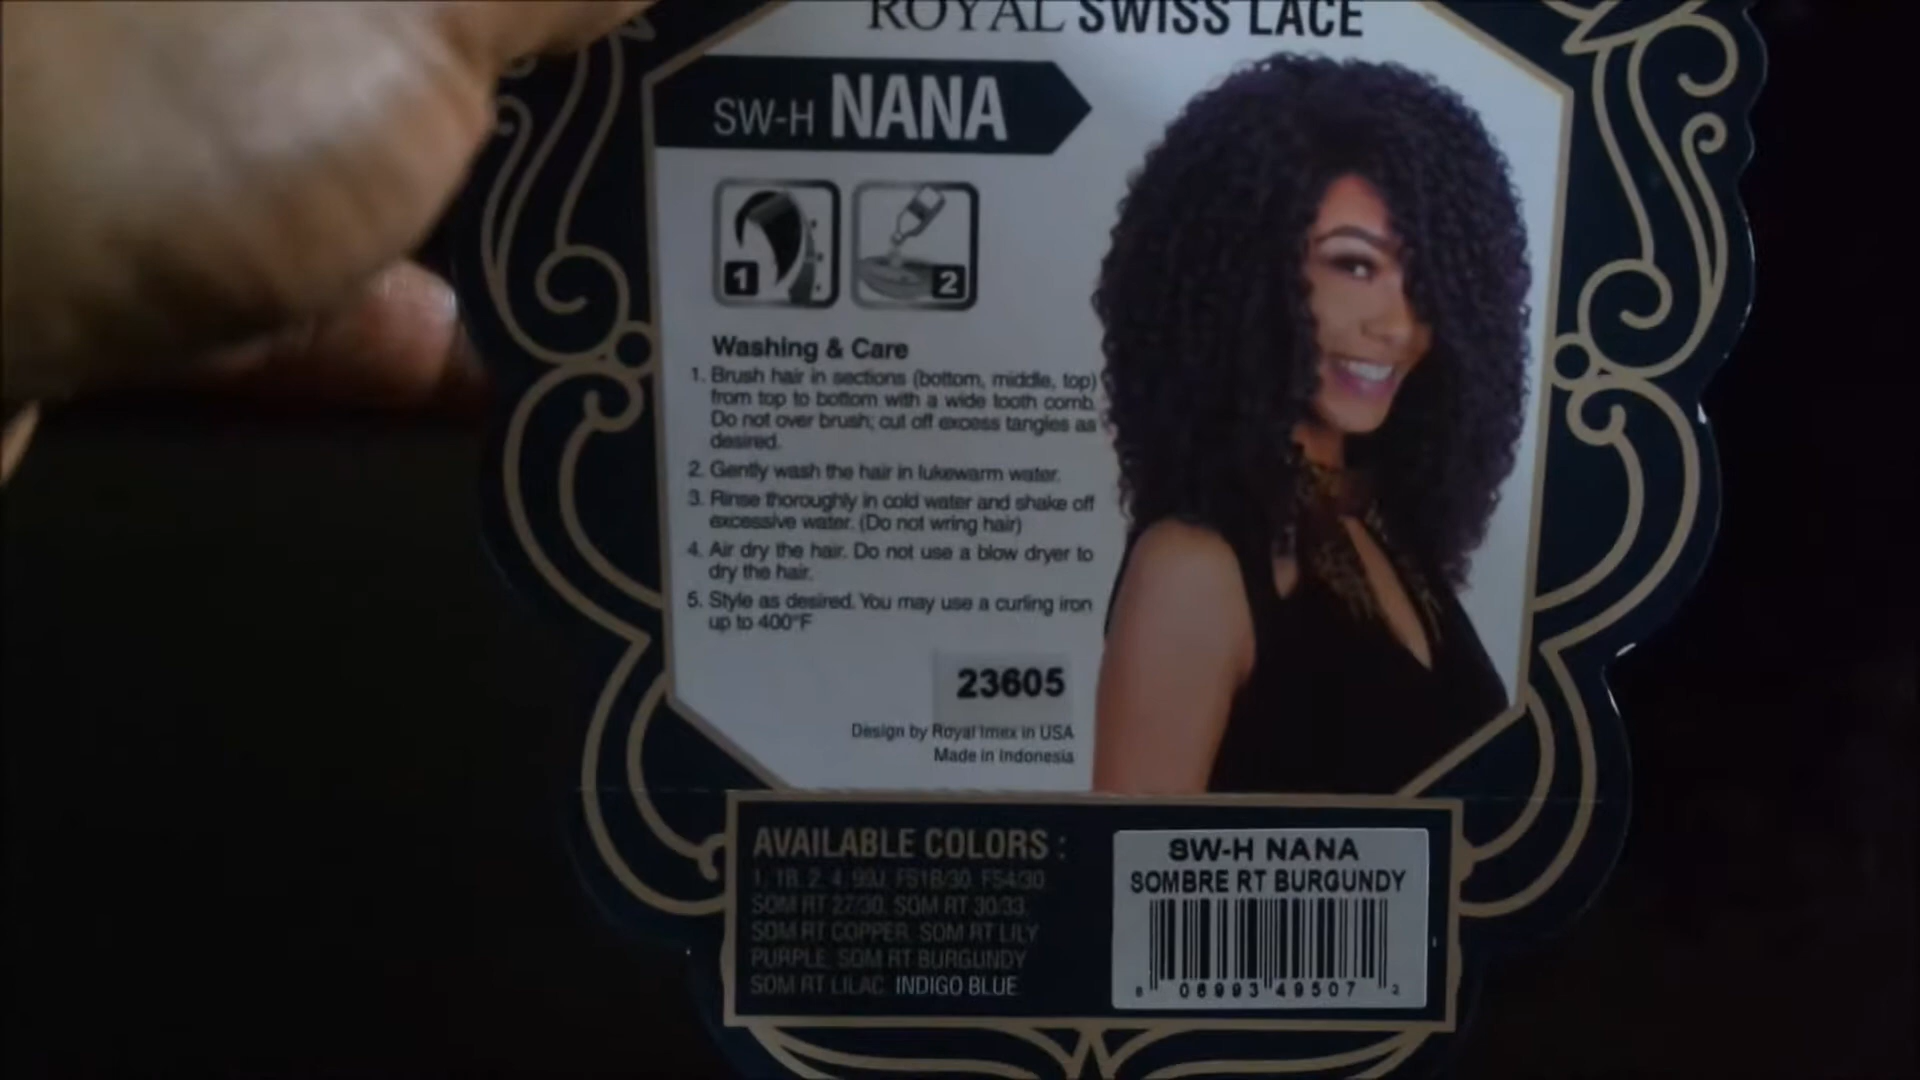 ROYAL SWISS LACE
SW-H NANA
1
2
Washing & Care
1. Brush hair in sections (bottom, middle, top)
from top to bottom with a wide tooth comb.
Do not over brush; cut off excess tangles as
desired.
2. Gently wash the hair in lukewarm water.
3. Rinse thoroughly in cold water and shake off
excessive water. (Do not wring hair)
4. Air dry the hair. Do not use a blow dryer to
dry the hair.
5. Style as desired. You may use a curling iron
up to 400°F
23605
Design by Royal Imex in USA
Made in Indonesia
AVAILABLE COLORS :
1, 1B, 2, 4, 99J, FS1B/30, FS4/30
SOM RT 27/30, SOM RT 30/33,
SOM RT COPPER, SOM RT LILY
PURPLE, SOM RT BURGUNDY
SOM RT LILAC, INDIGO BLUE
SW-H NANA
SOMBRE RT BURGUNDY
08993 49507 2